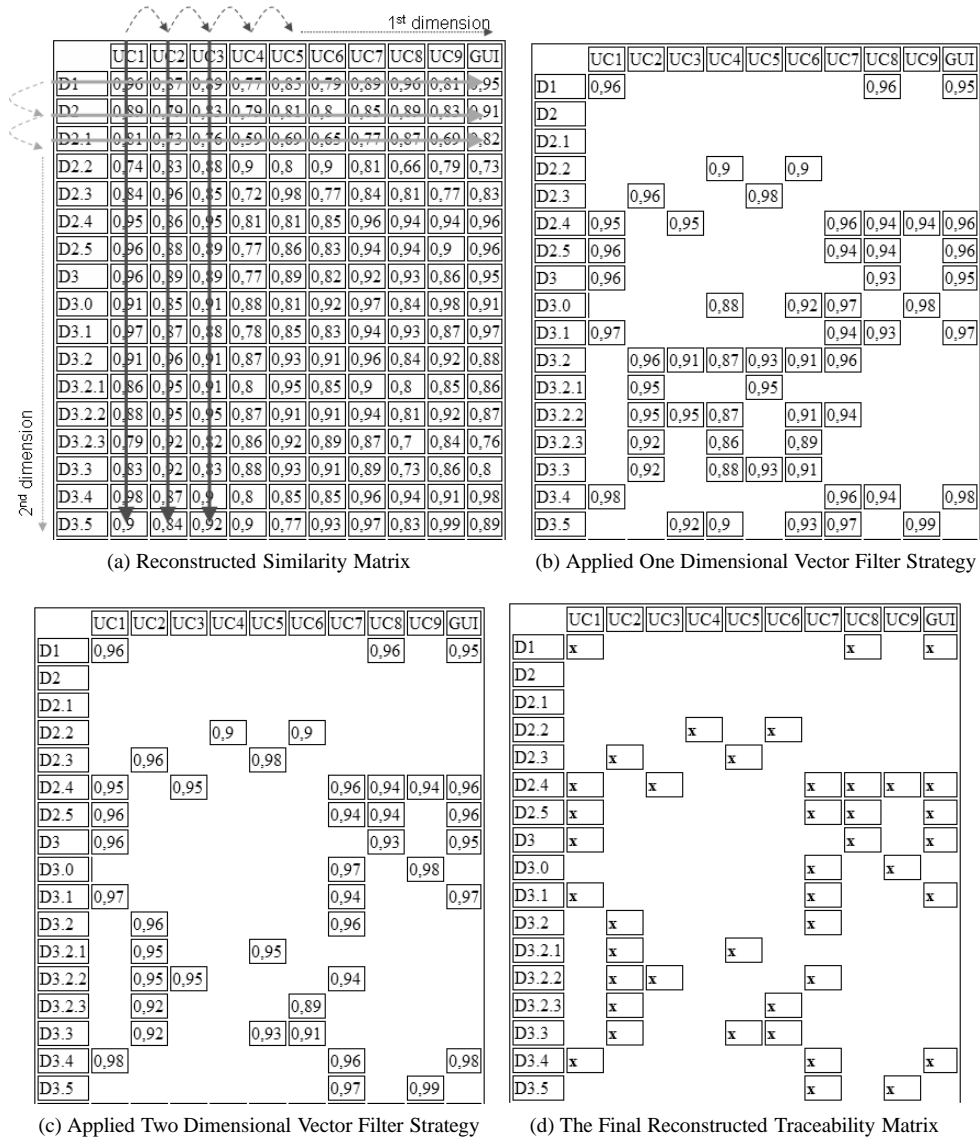 1st dimension
2nd dimension
UC1 UC2 UC3 UC4 UC5 UC6 UC7 UC8 UC9 GUI
D1 0,96 0,87 0,89 0,77 0,85 0,79 0,89 0,96 0,81 0,95
D2 0,89 0,79 0,83 0,79 0,81 0,8 0,85 0,89 0,83 0,91
D2.1 0,81 0,73 0,76 0,59 0,69 0,65 0,77 0,87 0,69 0,82
D2.2 0,74 0,83 0,88 0,9 0,8 0,9 0,81 0,66 0,79 0,73
D2.3 0,84 0,96 0,85 0,72 0,98 0,77 0,84 0,81 0,77 0,83
D2.4 0,95 0,86 0,95 0,81 0,81 0,85 0,96 0,94 0,94 0,96
D2.5 0,96 0,88 0,89 0,77 0,86 0,83 0,94 0,94 0,9 0,96
D3 0,96 0,89 0,89 0,77 0,89 0,82 0,92 0,93 0,86 0,95
D3.0 0,91 0,85 0,91 0,88 0,81 0,92 0,97 0,84 0,98 0,91
D3.1 0,97 0,87 0,88 0,78 0,85 0,83 0,94 0,93 0,87 0,97
D3.2 0,91 0,96 0,91 0,87 0,93 0,91 0,96 0,84 0,92 0,88
D3.2.1 0,86 0,95 0,91 0,8 0,95 0,85 0,9 0,8 0,85 0,86
D3.2.2 0,88 0,95 0,95 0,87 0,91 0,91 0,94 0,81 0,92 0,87
D3.2.3 0,79 0,92 0,82 0,86 0,92 0,89 0,87 0,7 0,84 0,76
D3.3 0,83 0,92 0,83 0,88 0,93 0,91 0,89 0,73 0,86 0,8
D3.4 0,98 0,87 0,9 0,8 0,85 0,85 0,96 0,94 0,91 0,98
D3.5 0,9 0,84 0,92 0,9 0,77 0,93 0,97 0,83 0,99 0,89
(a) Reconstructed Similarity Matrix
UC1 UC2 UC3 UC4 UC5 UC6 UC7 UC8 UC9 GUI
D1 0,96 0,96 0,95
D2
D2.1
D2.2 0,9 0,9
D2.3 0,96 0,98
D2.4 0,95 0,95 0,96 0,94 0,94 0,96
D2.5 0,96 0,94 0,94 0,96
D3 0,96 0,93 0,95
D3.0 0,88 0,92 0,97 0,98
D3.1 0,97 0,94 0,93 0,97
D3.2 0,96 0,91 0,87 0,93 0,91 0,96
D3.2.1 0,95 0,95
D3.2.2 0,95 0,95 0,87 0,91 0,94
D3.2.3 0,92 0,86 0,89
D3.3 0,92 0,88 0,93 0,91
D3.4 0,98 0,96 0,94 0,98
D3.5 0,92 0,9 0,93 0,97 0,99
(b) Applied One Dimensional Vector Filter Strategy
UC1 UC2 UC3 UC4 UC5 UC6 UC7 UC8 UC9 GUI
D1 0,96 0,96 0,95
D2
D2.1
D2.2 0,9 0,9
D2.3 0,96 0,98
D2.4 0,95 0,95 0,96 0,94 0,94 0,96
D2.5 0,96 0,94 0,94 0,96
D3 0,96 0,93 0,95
D3.0 0,97 0,98
D3.1 0,97 0,94 0,97
D3.2 0,96 0,96
D3.2.1 0,95 0,95
D3.2.2 0,95 0,95 0,94
D3.2.3 0,92 0,89
D3.3 0,92 0,93 0,91
D3.4 0,98 0,96 0,98
D3.5 0,97 0,99
(c) Applied Two Dimensional Vector Filter Strategy
UC1 UC2 UC3 UC4 UC5 UC6 UC7 UC8 UC9 GUI
D1 x x x
D2
D2.1
D2.2 x x
D2.3 x x
D2.4 x x x x x x
D2.5 x x x x
D3 x x x
D3.0 x x
D3.1 x x x
D3.2 x x
D3.2.1 x x
D3.2.2 x x x
D3.2.3 x x
D3.3 x x x
D3.4 x x x
D3.5 x x
(d) The Final Reconstructed Traceability Matrix